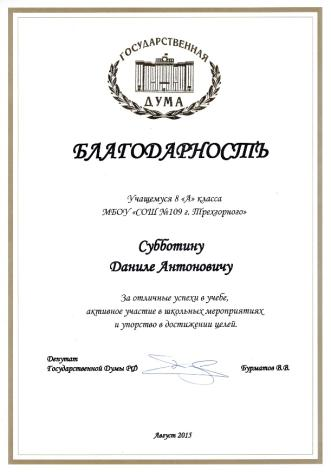 ГОСУДАРСТВЕННАЯ
ДУМА
БЛАГОДАРНОСТЬ
Учащемуся 8 «А» класса
МБОУ «СОШ №109 г. Трехгорного»
Субботину
Даниле Антоновичу
За отличные успехи в учебе,
активное участие в школьных мероприятиях
и упорство в достижении целей.
Депутат
Государственной Думы РФ
Бурматов В.В.
Август 2015